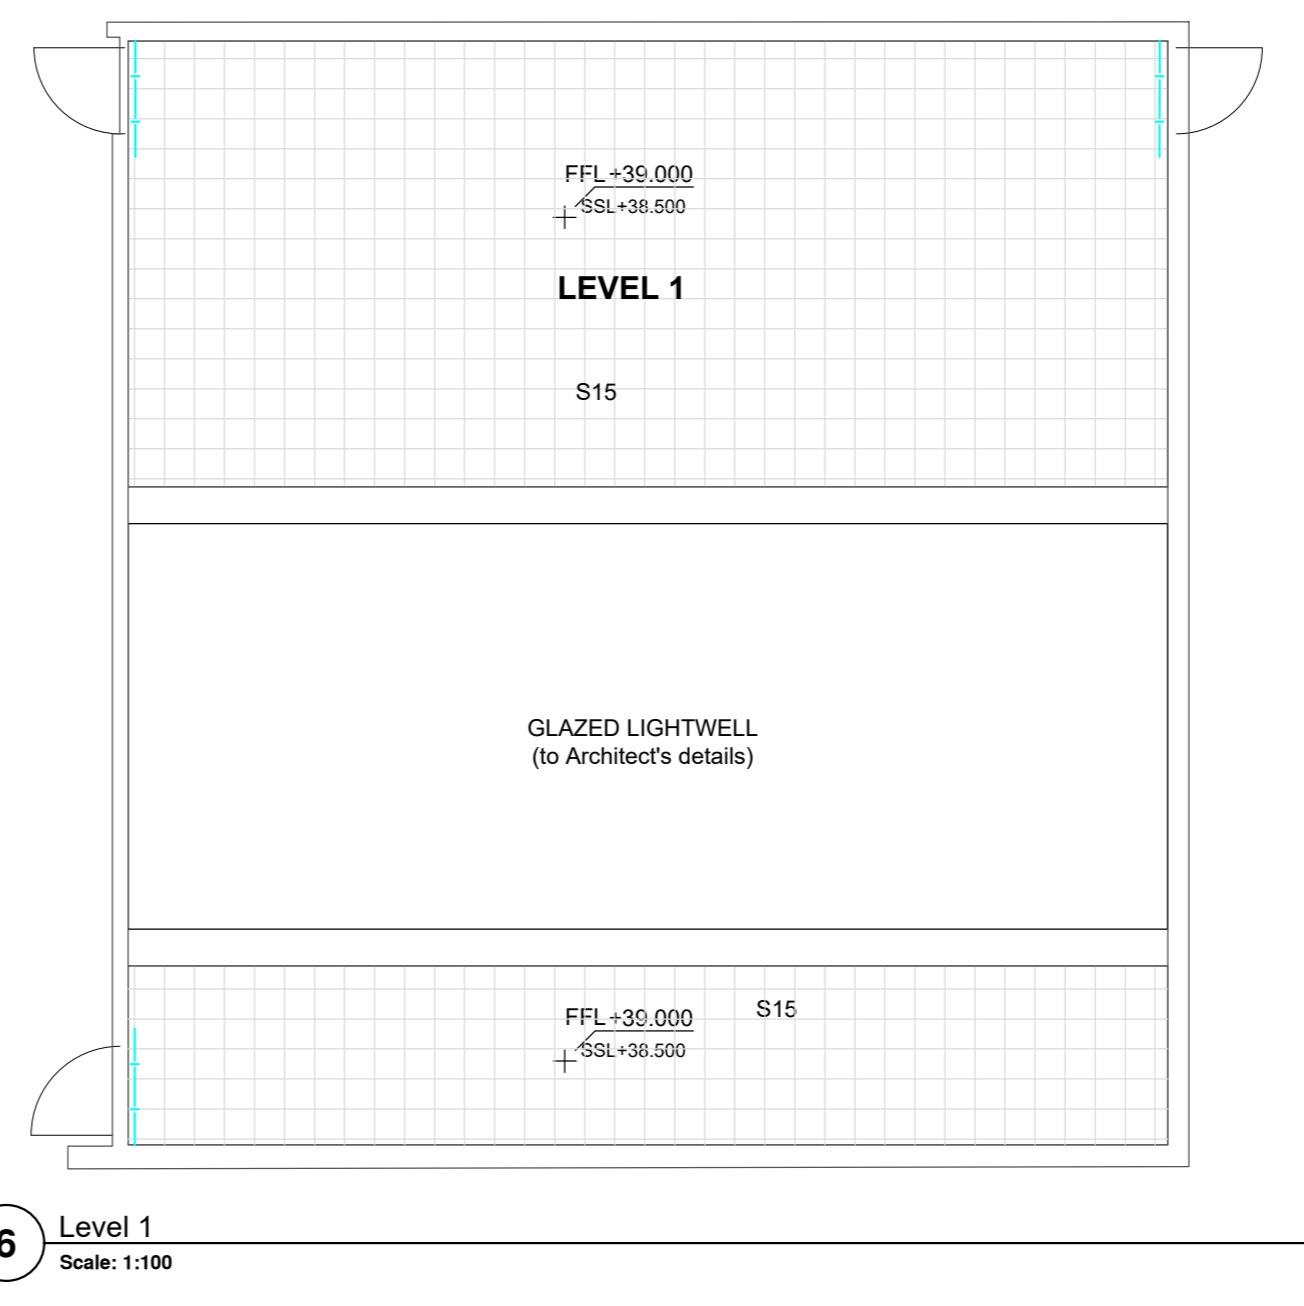 FFL +39.000
SSL+38.500
LEVEL 1
S15
GLAZED LIGHTWELL
(to Architect's details)
S15
FFL +39.000
SSL+38.500
6
Level 1
Scale: 1:100